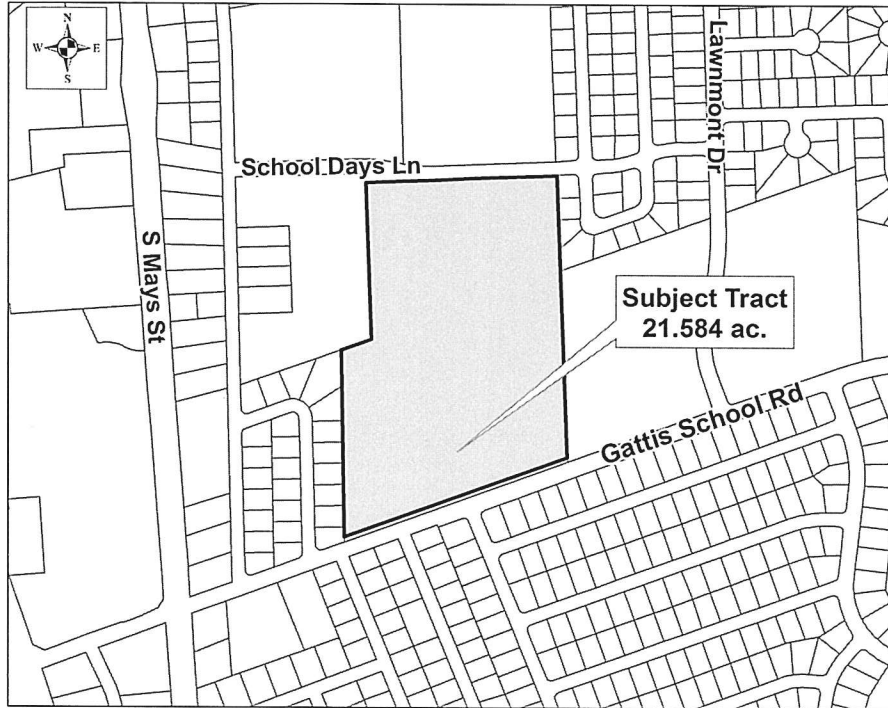 N
W E
S
School Days Ln
Lawnmont Dr
S Mays St
Subject Tract
21.584 ac.
Gattis School Rd